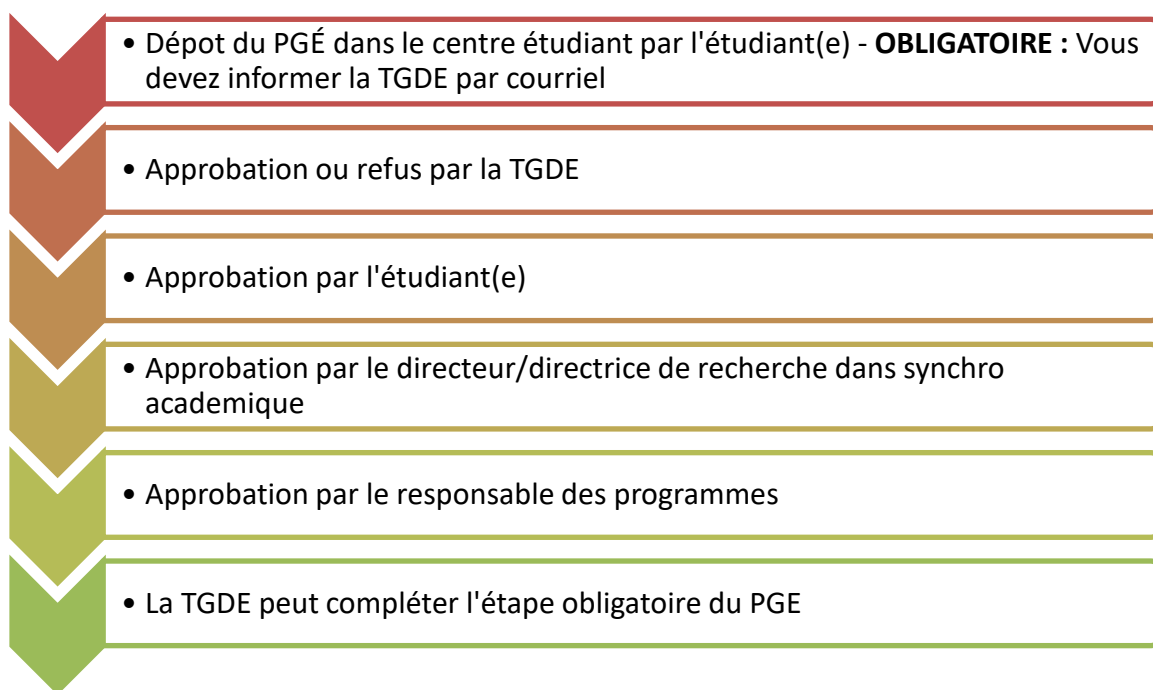 • Dépot du PGÉ dans le centre étudiant par l'étudiant(e) - OBLIGATOIRE : Vous
devez informer la TGDE par courriel
• Approbation ou refus par la TGDE
• Approbation par l'étudiant(e)
• Approbation par le directeur/directrice de recherche dans synchro
academique
• Approbation par le responsable des programmes
• La TGDE peut compléter l'étape obligatoire du PGE